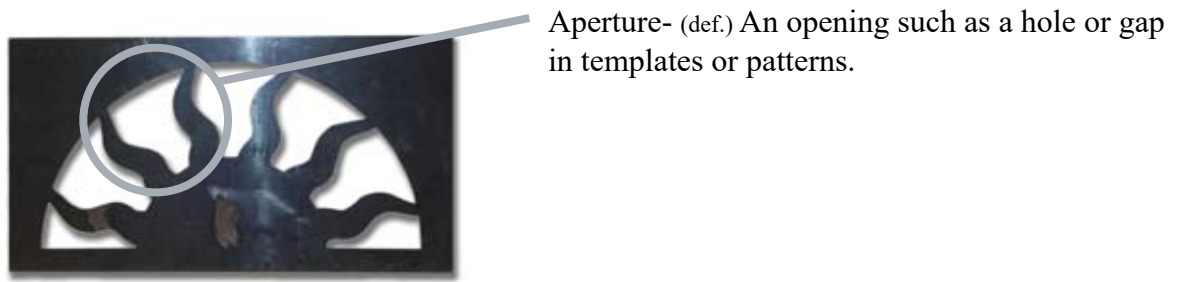 Aperture- (def.) An opening such as a hole or gap
in templates or patterns.